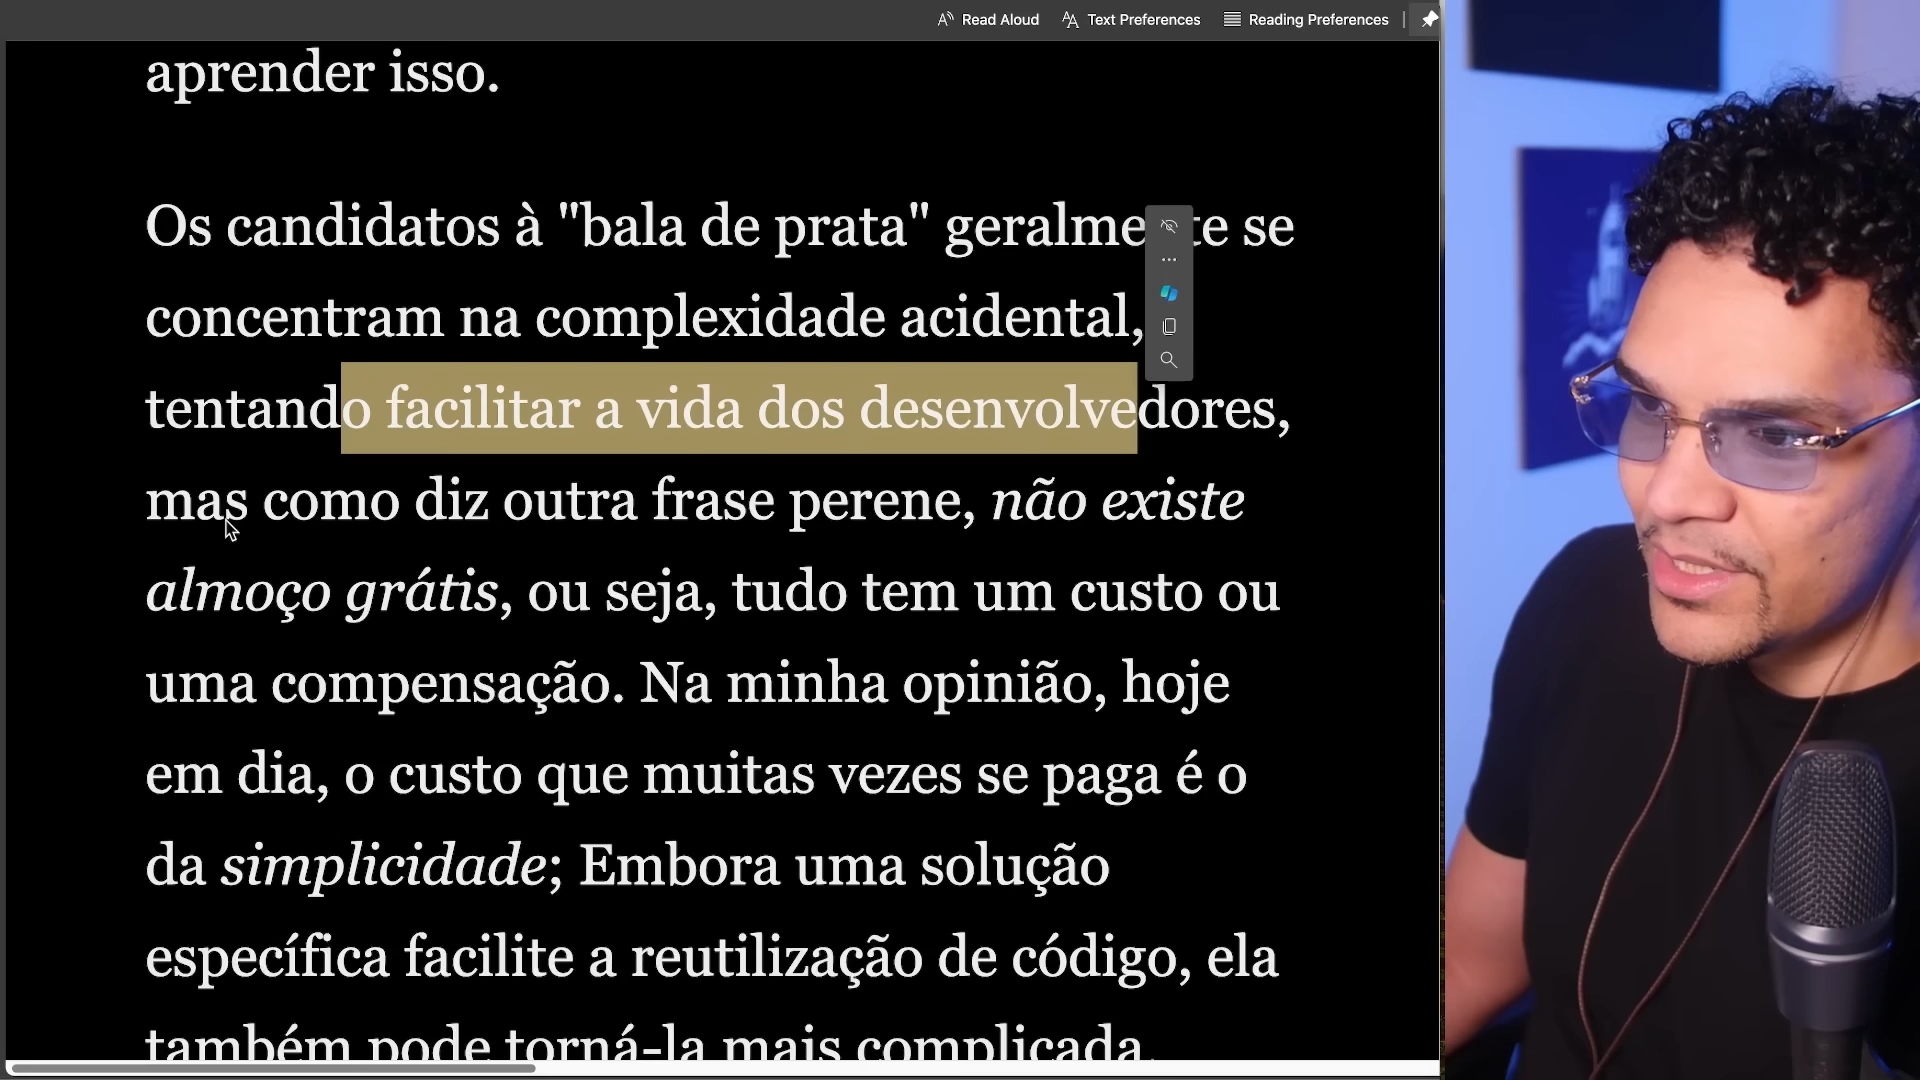 Read Aloud Text Preferences Reading Preferences
aprender isso.
Os candidatos à "bala de prata" geralme te se
concentram na complexidade acidental,
tentando facilitar a vida dos desenvolvedores,
mas como diz outra frase perene, não existe
almoço grátis, ou seja, tudo tem um custo ou
uma compensação. Na minha opinião, hoje
em dia, o custo que muitas vezes se paga é o
da simplicidade; Embora uma solução
específica facilite a reutilização de código, ela
também pode torná-la mais complicada.